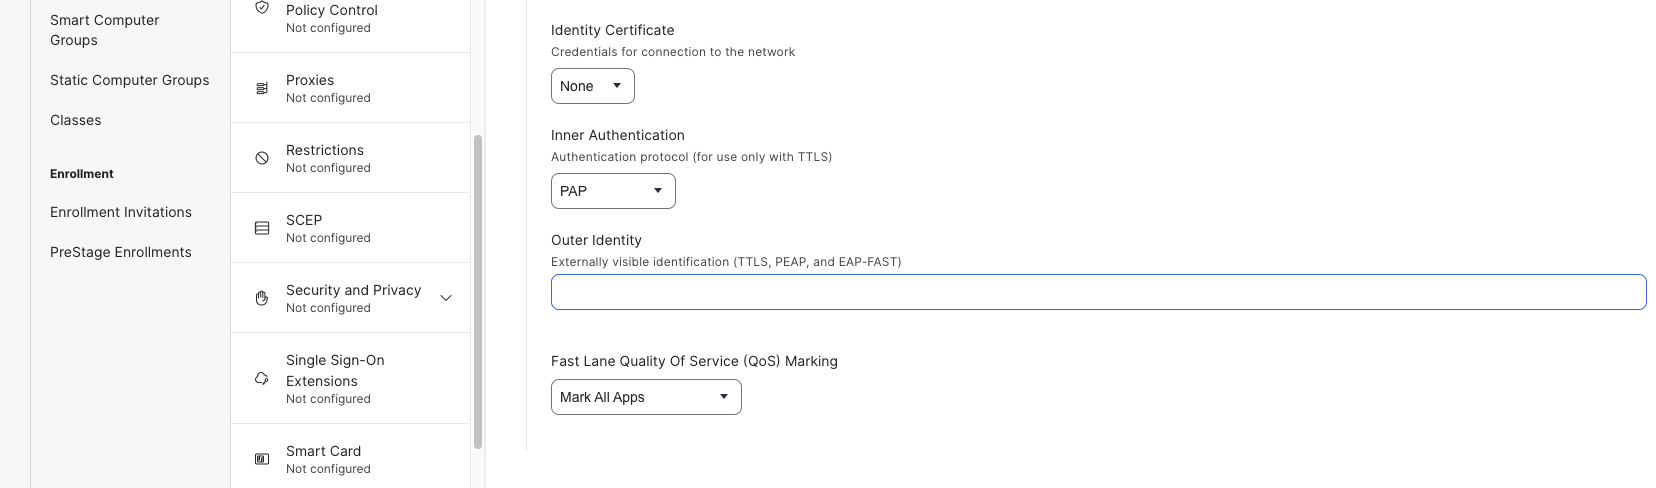 Smart Computer
Groups
Static Computer Groups
Classes
Enrollment
Enrollment Invitations
PreStage Enrollments
Policy Control
Not configured
Proxies
Not configured
Restrictions
Not configured
SCEP
Not configured
Security and Privacy
Not configured
Single Sign-On
Extensions
Not configured
Smart Card
Not configured
Identity Certificate
Credentials for connection to the network
None
Inner Authentication
Authentication protocol (for use only with TTLS)
PAP
Outer Identity
Externally visible identification (TTLS, PEAP, and EAP-FAST)
Fast Lane Quality Of Service (QoS) Marking
Mark All Apps